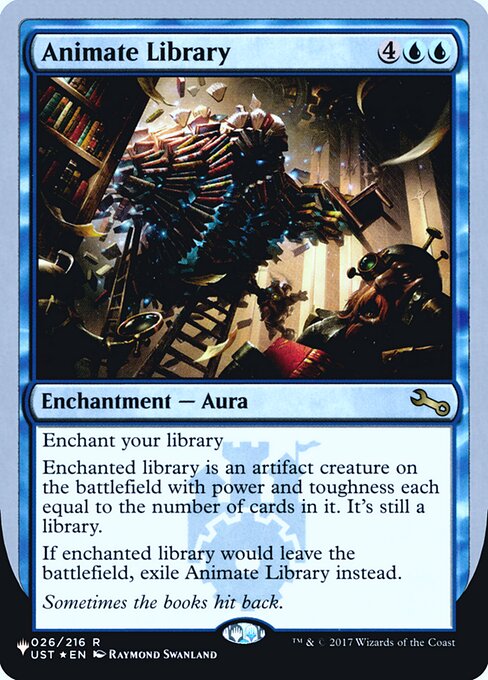 Animate Library 4
Enchantment — Aura
Enchant your library
Enchanted library is an artifact creature on
the battlefield with power and toughness each
equal to the number of cards in it. It's still a
library.
If enchanted library would leave the
battlefield, exile Animate Library instead.
Sometimes the books hit back.
026/216 R
UST ★ EN Raymond Swanland
™ & © 2017 Wizards of the Coast